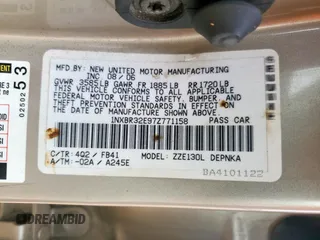 MFD. BY: NEW UNITED MOTOR MANUFACTURING
INC. 08/06
GVWR 3585LB GAWR FR 1885LB RR 1720LB
THIS VEHICLE CONFORMS TO ALL APPLICABLE
FEDERAL MOTOR VEHICLE SAFETY, BUMPER, AND
THEFT PREVENTION STANDARDS IN EFFECT ON
THE DATE OF MANUFACTURE SHOWN ABOVE.
1NXBR32E97Z771158 PASS CAR
C/TR: 4Q2 / FB41 MODEL: ZZE130L DEPNKA
A/TM: -02A / A245E
BA4101122
02502 53
DREAMBID